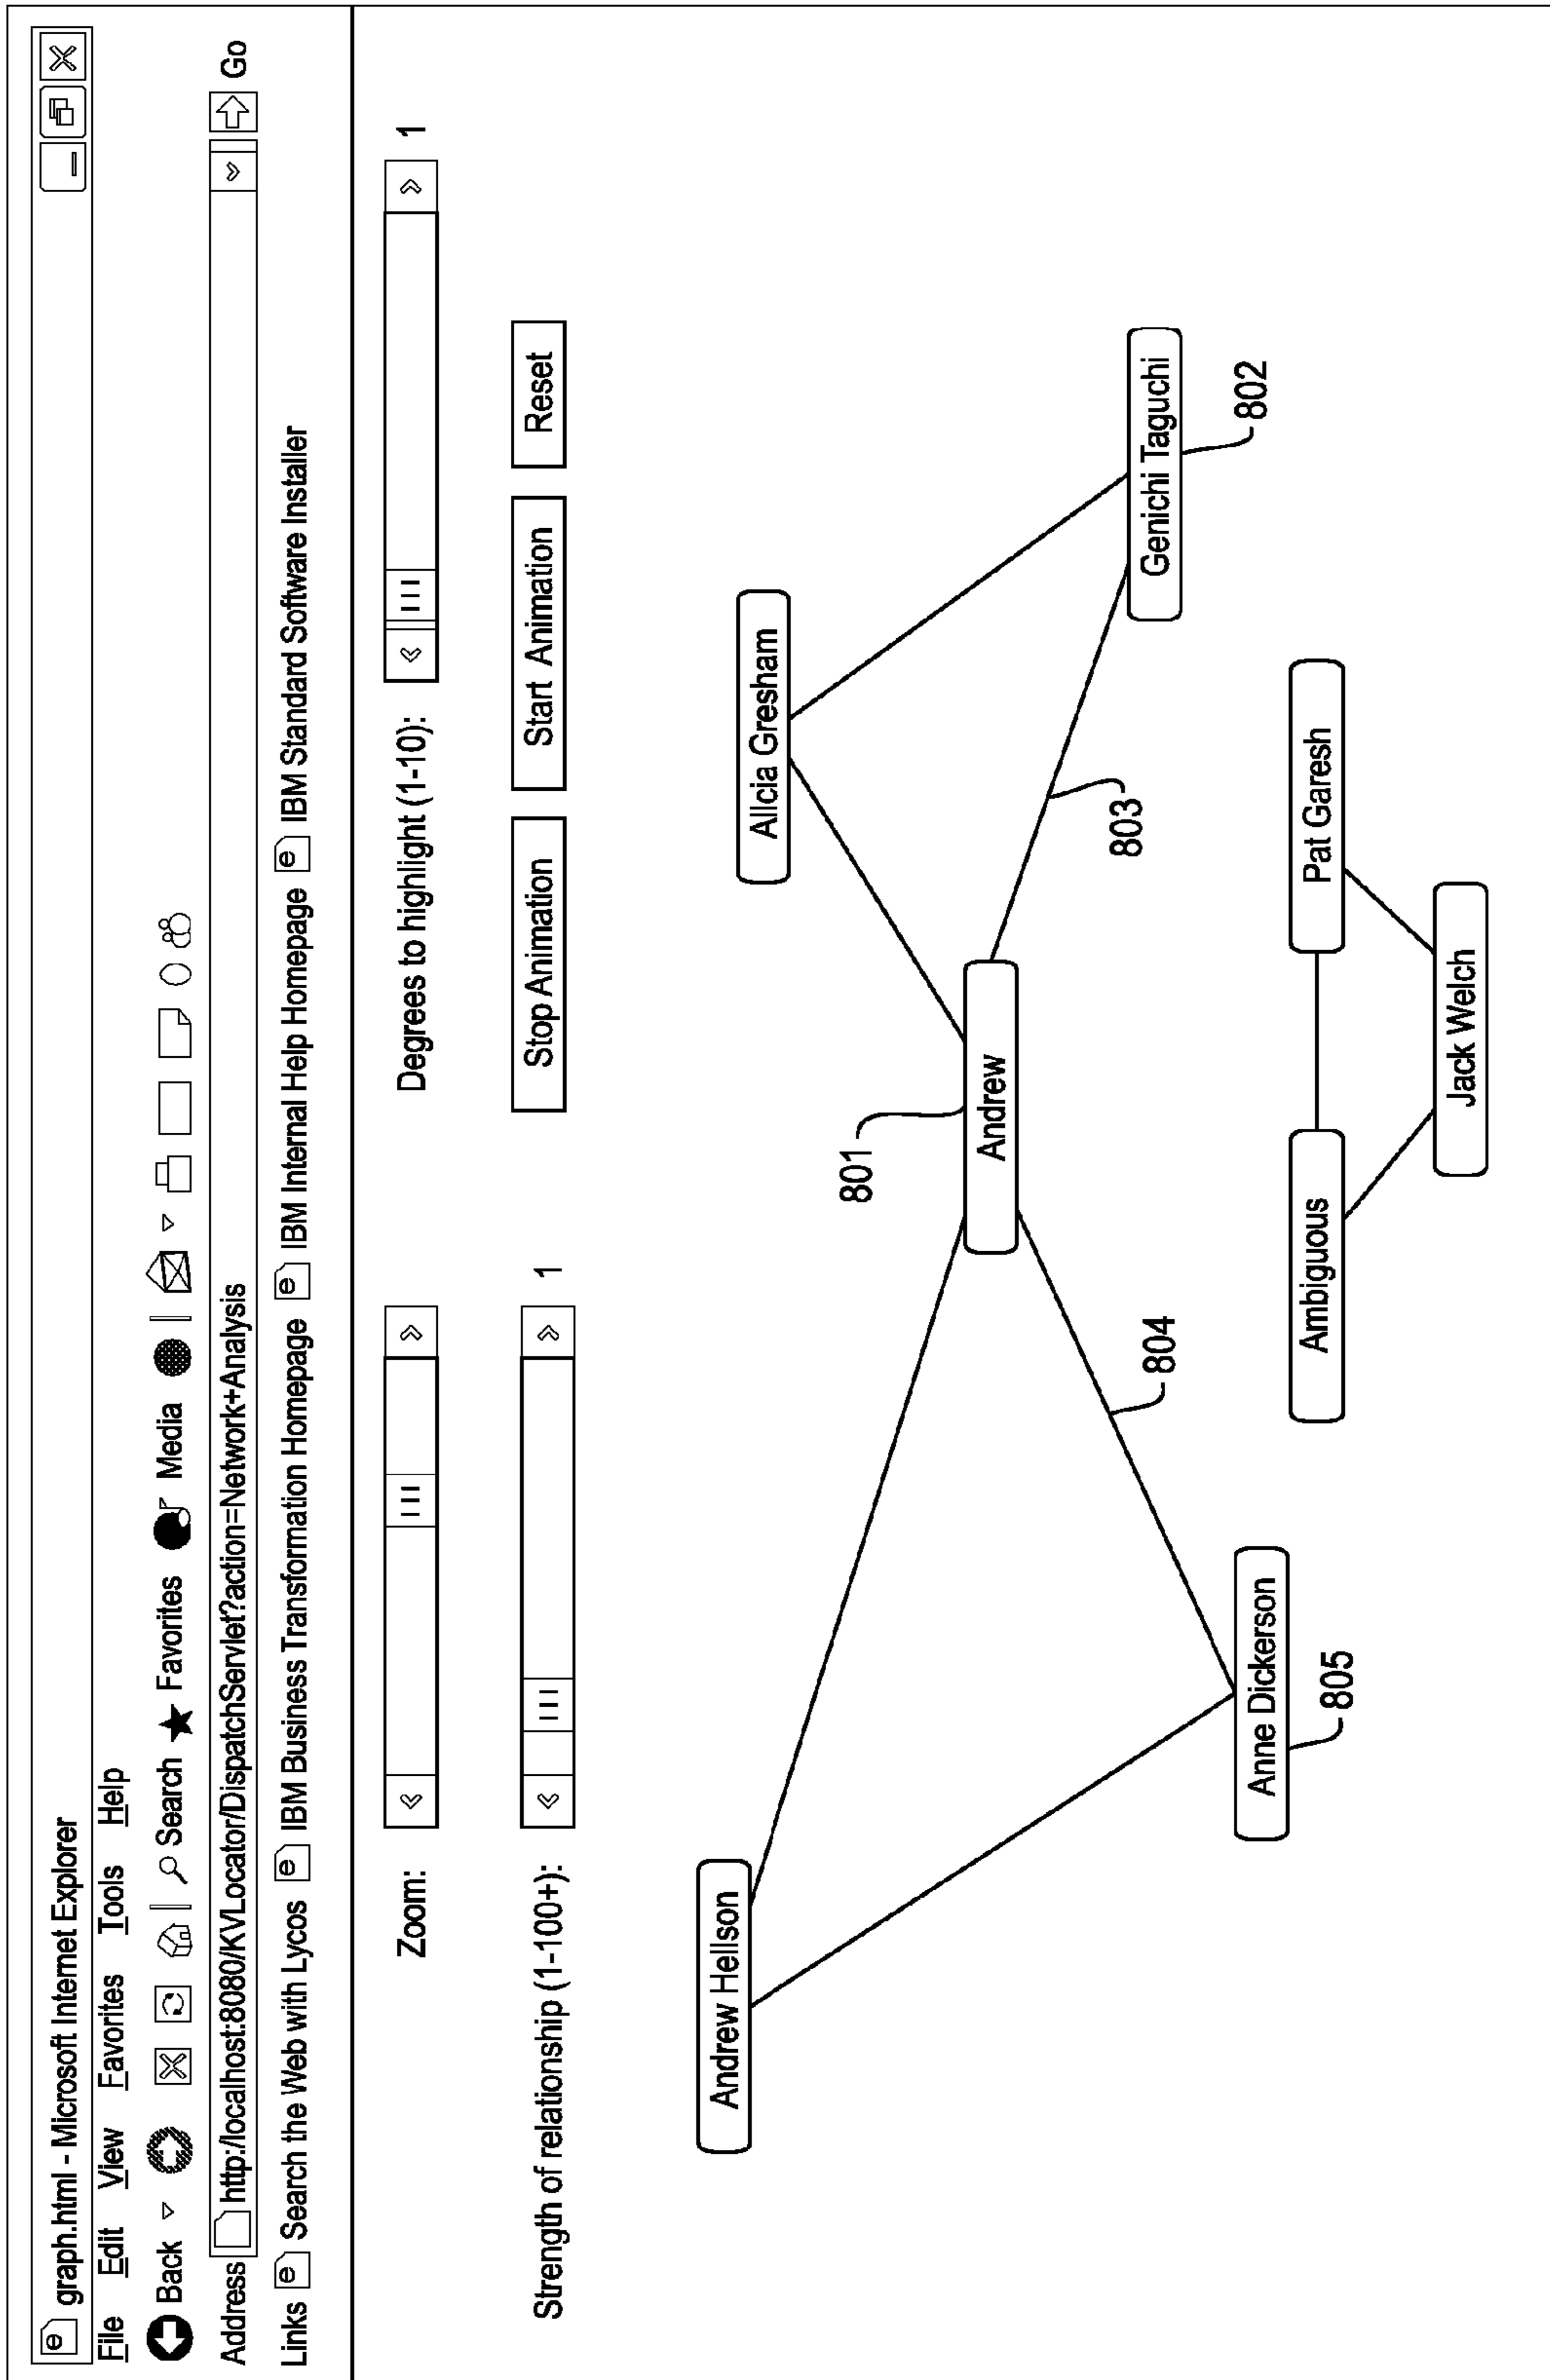 graph.html - Microsoft Internet Explorer
File Edit View Favorites Tools Help
Back Search Favorites Media
Address http:/localhost:8080/KVLocator/DispatchServlet?action=Network+Analysis Go
Links Search the Web with Lycos IBM Business Transformation Homepage IBM Internal Help Homepage IBM Standard Software Installer
Zoom: Degrees to highlight (1-10): 1
Strength of relationship (1-100+): 1 Stop Animation Start Animation Reset
Andrew Hellson
Alicia Gresham
801
Andrew
803
804
Genichi Taguchi
802
Anne Dickerson
805
Ambiguous
Pat Garesh
Jack Welch